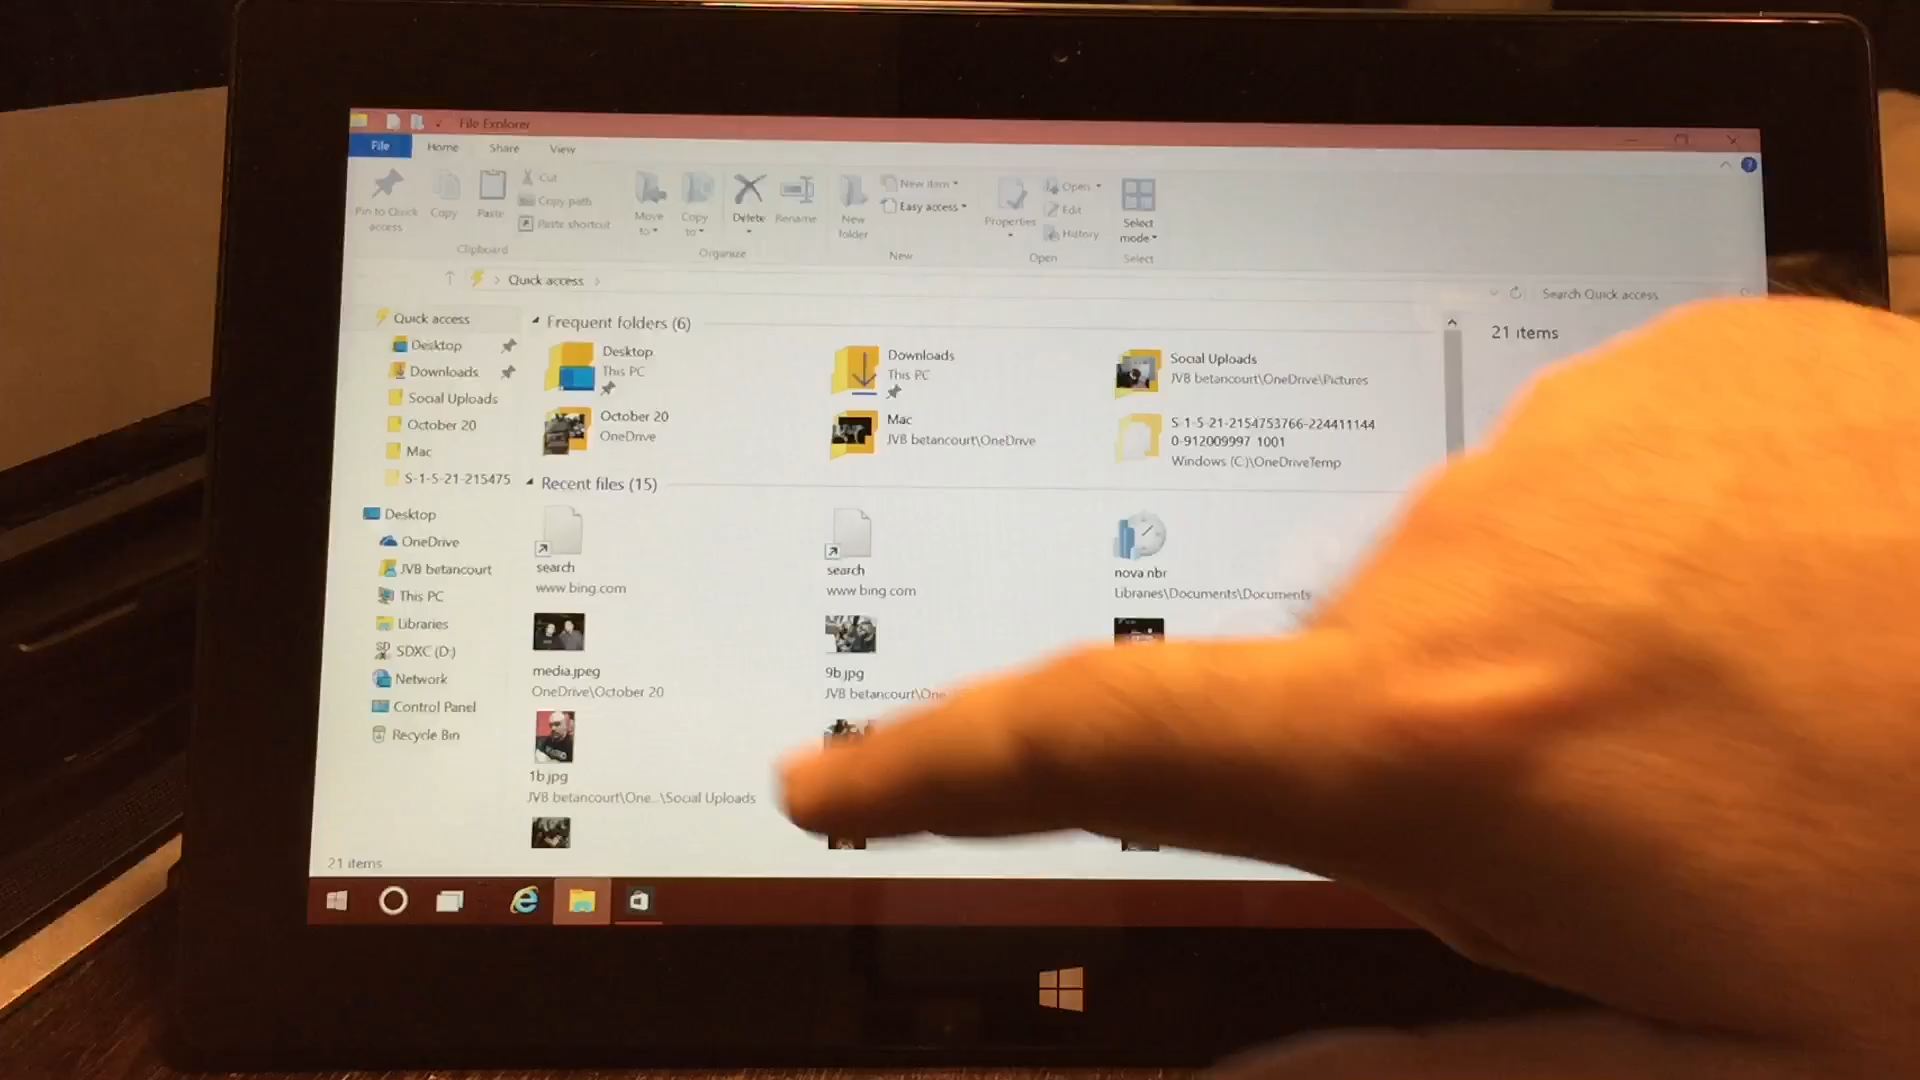 File Explorer
File Home Share View
Pin to Quick access
Copy
Paste
Cut
Copy path
Paste shortcut
Clipboard
Move to
Copy to
Delete
Rename
Organize
New folder
New item
Easy access
New
Properties
Open
Edit
History
Open
Select mode
Select
Quick access
Search Quick access
Quick access
Desktop
Downloads
Social Uploads
October 20
Mac
S-1-5-21-215475
Desktop
OneDrive
JVB betancourt
This PC
Libraries
SDXC (D:)
Network
Control Panel
Recycle Bin
Frequent folders (6)
Desktop
This PC
Downloads
This PC
Social Uploads
JVB betancourt\OneDrive\Pictures
October 20
OneDrive
Mac
JVB betancourt\OneDrive
S-1-5-21-2154753766-224411144
0-912009997-1001
Windows (C:)\OneDriveTemp
Recent files (15)
search
www.bing.com
search
www.bing.com
nova.nbr
Libraries\Documents\Documents
media.jpeg
OneDrive\October 20
9b.jpg
JVB betancourt\One
1b.jpg
JVB betancourt\One...\Social Uploads
21 items
21 items